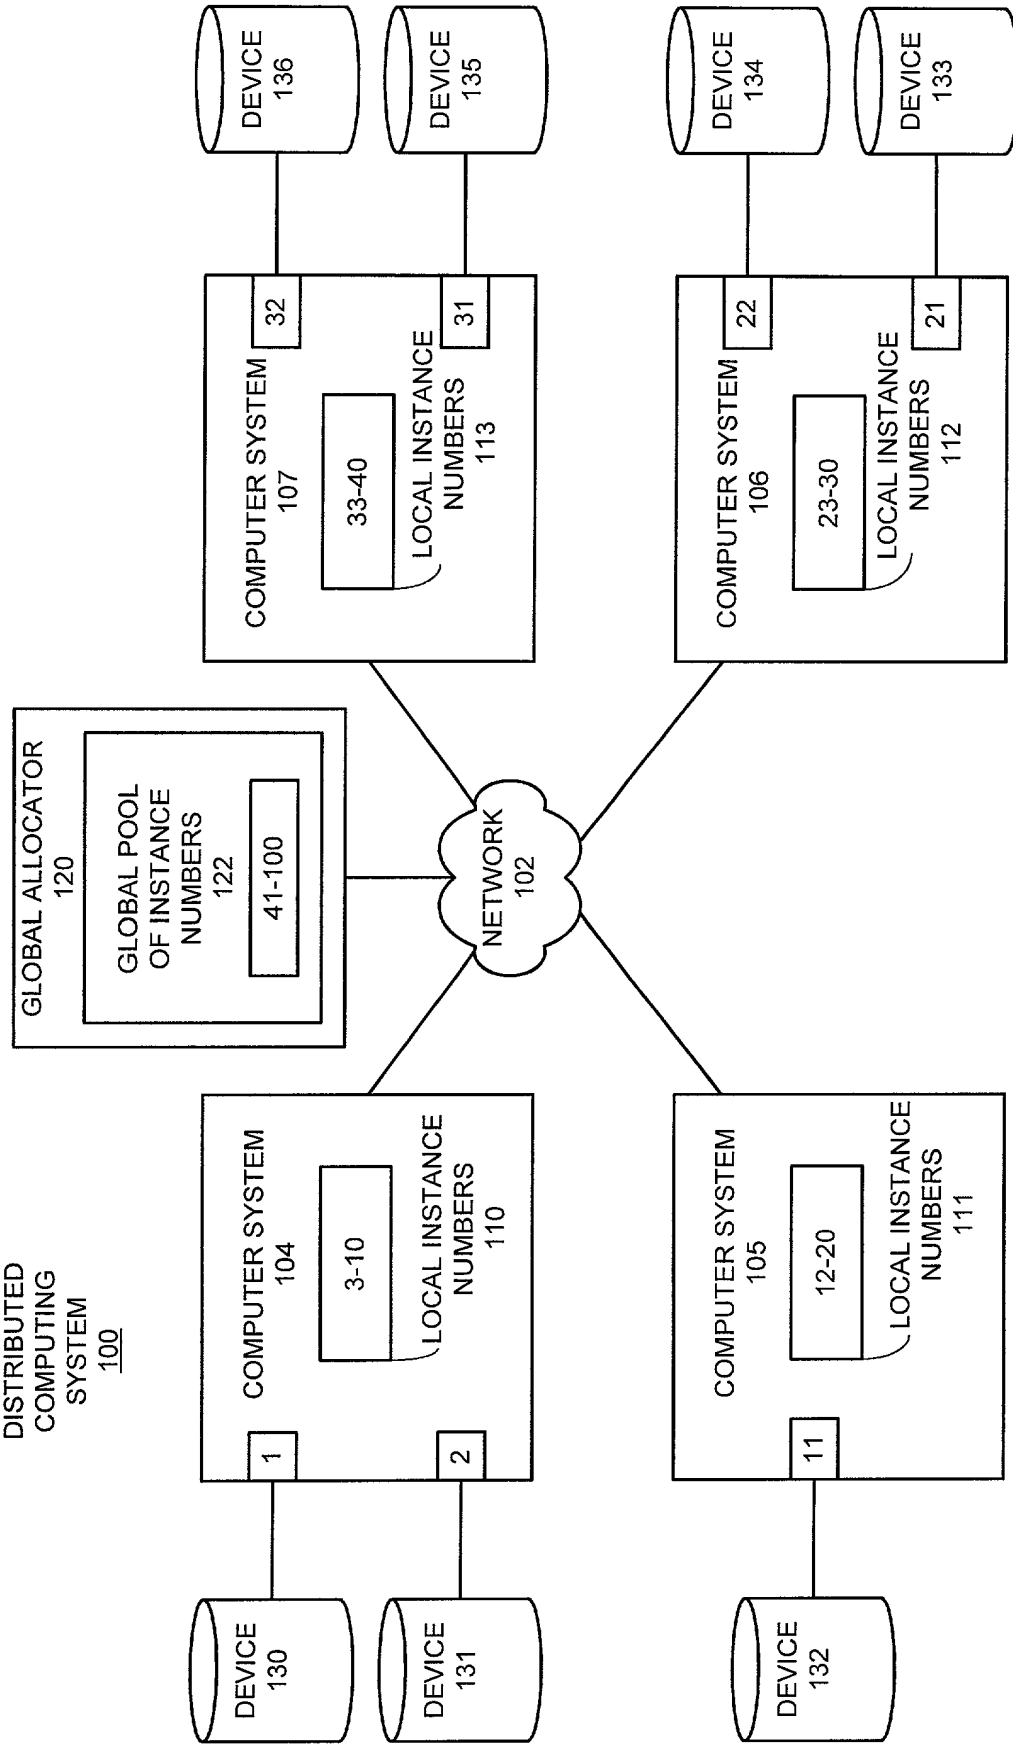 DISTRIBUTED
COMPUTING
SYSTEM
100
GLOBAL ALLOCATOR
120
GLOBAL POOL
OF INSTANCE
NUMBERS
122
41-100
DEVICE
130
1
DEVICE
131
2
COMPUTER SYSTEM
104
3-10
LOCAL INSTANCE
NUMBERS
110
NETWORK
102
COMPUTER SYSTEM
107
33-40
LOCAL INSTANCE
NUMBERS
113
32
DEVICE
136
31
DEVICE
135
DEVICE
132
11
COMPUTER SYSTEM
105
12-20
LOCAL INSTANCE
NUMBERS
111
COMPUTER SYSTEM
106
23-30
LOCAL INSTANCE
NUMBERS
112
22
DEVICE
134
21
DEVICE
133